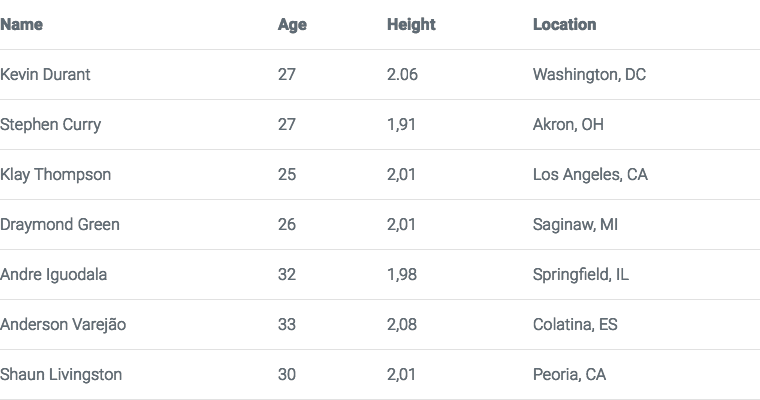 Name Age Height Location
Kevin Durant 27 2.06 Washington, DC
Stephen Curry 27 1,91 Akron, OH
Klay Thompson 25 2,01 Los Angeles, CA
Draymond Green 26 2,01 Saginaw, MI
Andre Iguodala 32 1,98 Springfield, IL
Anderson Varejão 33 2,08 Colatina, ES
Shaun Livingston 30 2,01 Peoria, CA